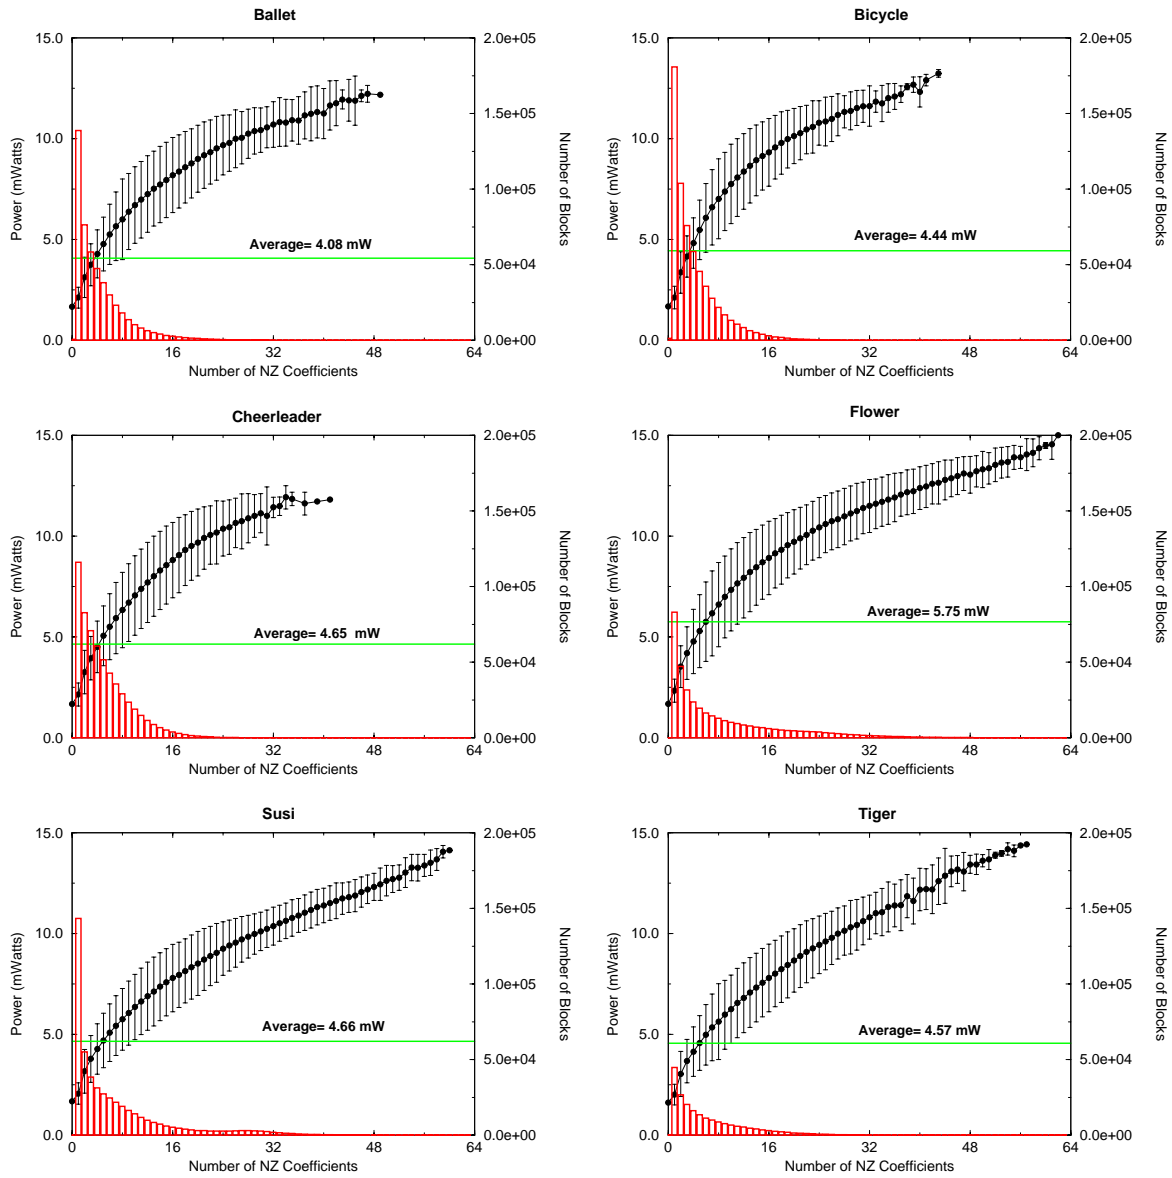 Ballet
15.0
10.0
5.0
0.0
Power (mWatts)
2.0e+05
1.5e+05
1.0e+05
5.0e+04
0.0e+00
Number of Blocks
Average= 4.08 mW
0 16 32 48 64
Number of NZ Coefficients
Bicycle
15.0
10.0
5.0
0.0
Power (mWatts)
2.0e+05
1.5e+05
1.0e+05
5.0e+04
0.0e+00
Number of Blocks
Average= 4.44 mW
0 16 32 48 64
Number of NZ Coefficients
Cheerleader
15.0
10.0
5.0
0.0
Power (mWatts)
2.0e+05
1.5e+05
1.0e+05
5.0e+04
0.0e+00
Number of Blocks
Average= 4.65 mW
0 16 32 48 64
Number of NZ Coefficients
Flower
15.0
10.0
5.0
0.0
Power (mWatts)
2.0e+05
1.5e+05
1.0e+05
5.0e+04
0.0e+00
Number of Blocks
Average= 5.75 mW
0 16 32 48 64
Number of NZ Coefficients
Susi
15.0
10.0
5.0
0.0
Power (mWatts)
2.0e+05
1.5e+05
1.0e+05
5.0e+04
0.0e+00
Number of Blocks
Average= 4.66 mW
0 16 32 48 64
Number of NZ Coefficients
Tiger
15.0
10.0
5.0
0.0
Power (mWatts)
2.0e+05
1.5e+05
1.0e+05
5.0e+04
0.0e+00
Number of Blocks
Average= 4.57 mW
0 16 32 48 64
Number of NZ Coefficients